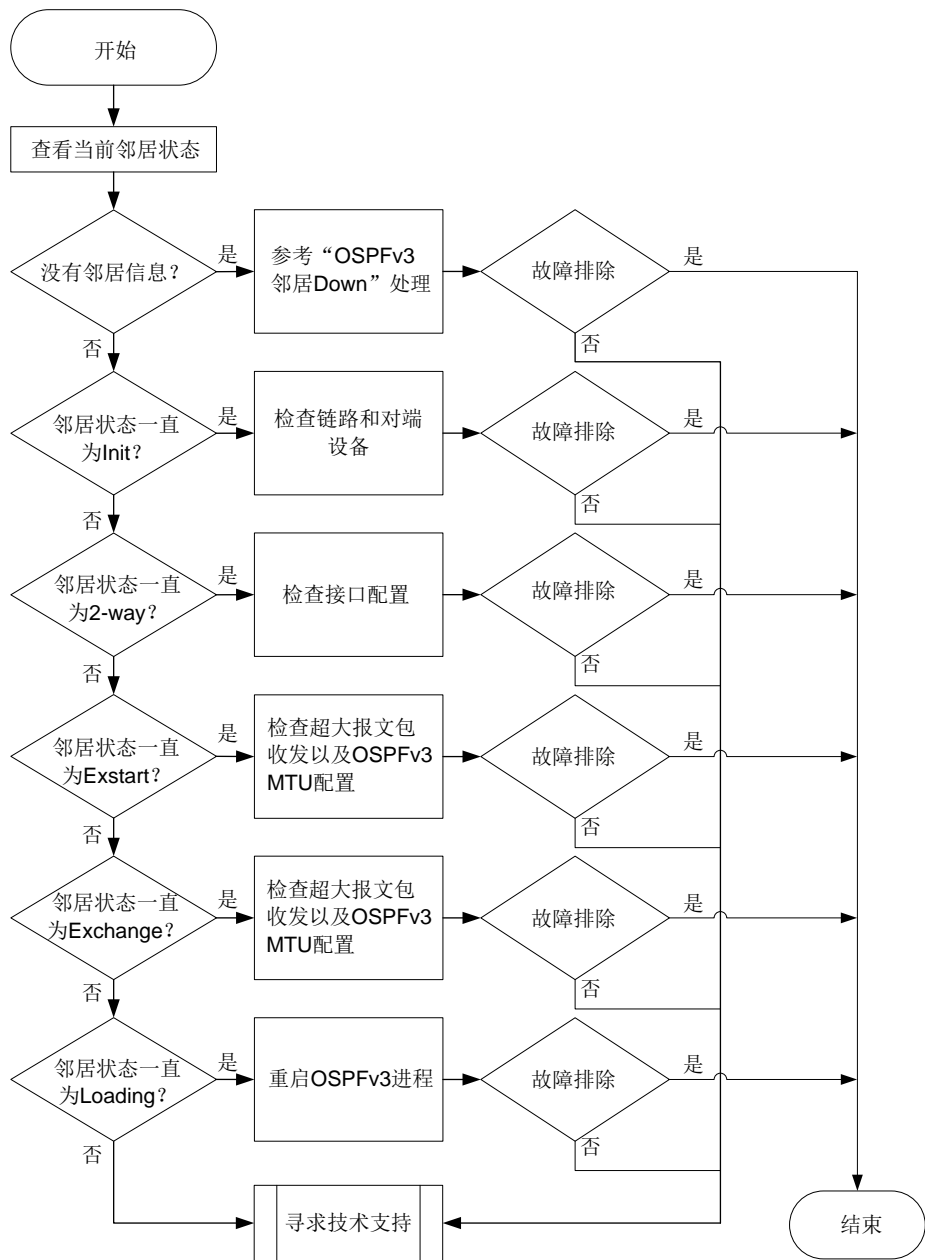 开始
查看当前邻居状态
没有邻居信息？
是
参考“OSPFv3
邻居Down”处理
故障排除
是
否
否
邻居状态一直
为Init？
是
检查链路和对端
设备
故障排除
是
否
否
邻居状态一直
为2-way？
是
检查接口配置
故障排除
是
否
否
邻居状态一直
为Exstart？
是
检查超大报文包
收发以及OSPFv3
MTU配置
故障排除
是
否
否
邻居状态一直
为Exchange？
是
检查超大报文包
收发以及OSPFv3
MTU配置
故障排除
是
否
否
邻居状态一直
为Loading？
是
重启OSPFv3进程
故障排除
是
否
否
寻求技术支持
结束